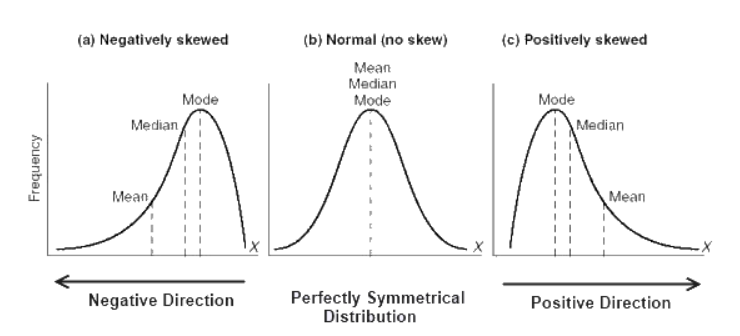 (a) Negatively skewed
(b) Normal (no skew)
(c) Positively skewed
Mean
Median
Mode
Mode
Median
Mean
Mode
Median
Mean
Frequency
X
X
X
Negative Direction
Perfectly Symmetrical
Distribution
Positive Direction